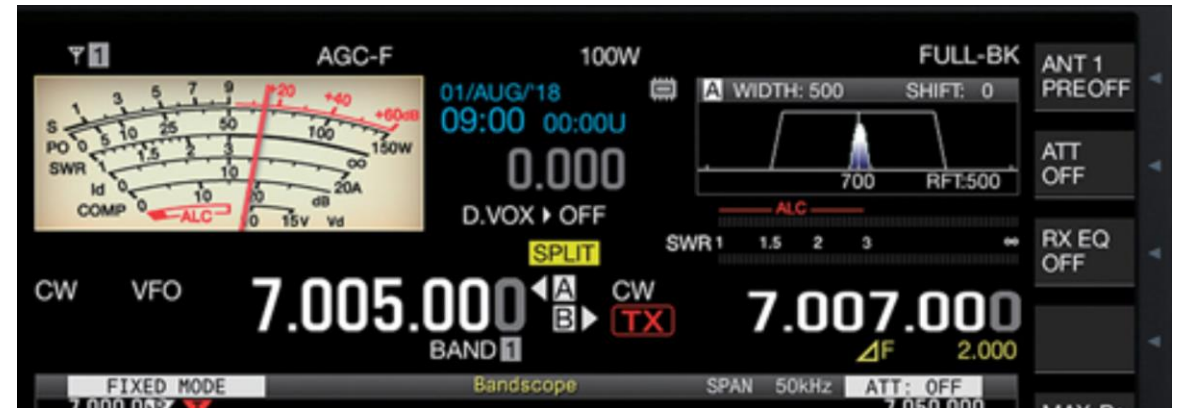 1 AGC-F 100W FULL-BK
ANT 1
PREOFF
S 1 3 5 7 9 +20 +40 +60dB
PO 0 5 10 25 50 100 150W
SWR 1 1.5 2 3 ∞
Id 0 10 20A
COMP 0 10 20 dB
ALC 10 15V Vd
01/AUG/'18
09:00 00:00U
0.000
D.VOX ▸ OFF
A WIDTH: 500 SHIFT: 0
700 RFT:500
ATT
OFF
ALC
SWR 1 1.5 2 3 ∞
RX EQ
OFF
SPLIT
CW VFO 7.005.000 ◀A CW 7.007.000
B▶ TX
BAND 1 ⊿F 2.000
FIXED MODE Bandscope SPAN 50kHz ATT: OFF
7.050.000